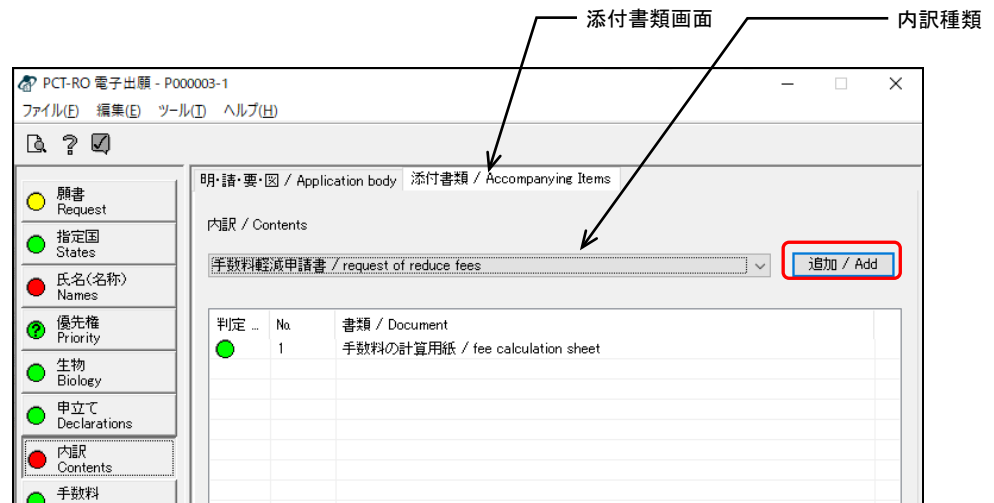 添付書類画面
内訳種類
PCT-RO 電子出願 - P000003-1
ファイル(F) 編集(E) ツール(T) ヘルプ(H)
明・請・要・図 / Application body
添付書類 / Accompanying Items
願書
Request
指定国
States
氏名(名称)
Names
優先権
Priority
生物
Biology
申立て
Declarations
内訳
Contents
手数料
内訳 / Contents
手数料軽減申請書 / request of reduce fees
追加 / Add
判定 ... No. 書類 / Document
1 手数料の計算用紙 / fee calculation sheet